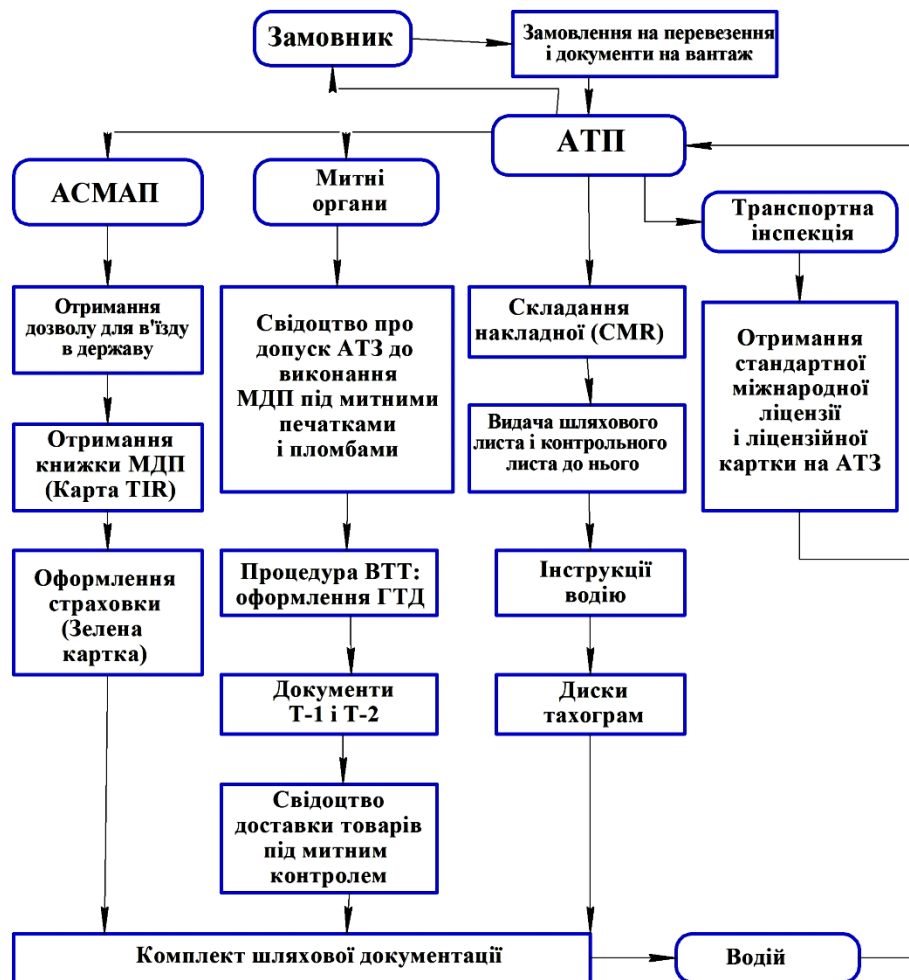 Замовник
Замовлення на перевезення
і документи на вантаж
АТП
АСМАП
Митні
органи
Транспортна
інспекція
Отримання
дозволу для в'їзду
в державу
Свідоцтво про
допуск АТЗ до
виконання
МДП під митними
печатками
і пломбами
Складання
накладної (CMR)
Отримання
стандартної
міжнародної
ліцензії
і ліцензійної
картки на АТЗ
Отримання
книжки МДП
(Карта TIR)
Видача шляхового
листа і контрольного
листа до нього
Оформлення
страховки
(Зелена
картка)
Процедура ВТТ:
оформлення ГТД
Інструкції
водію
Документи
Т-1 і Т-2
Диски
тахограм
Свідоцтво
доставки товарів
під митним
контролем
Комплект шляхової документації
Водій